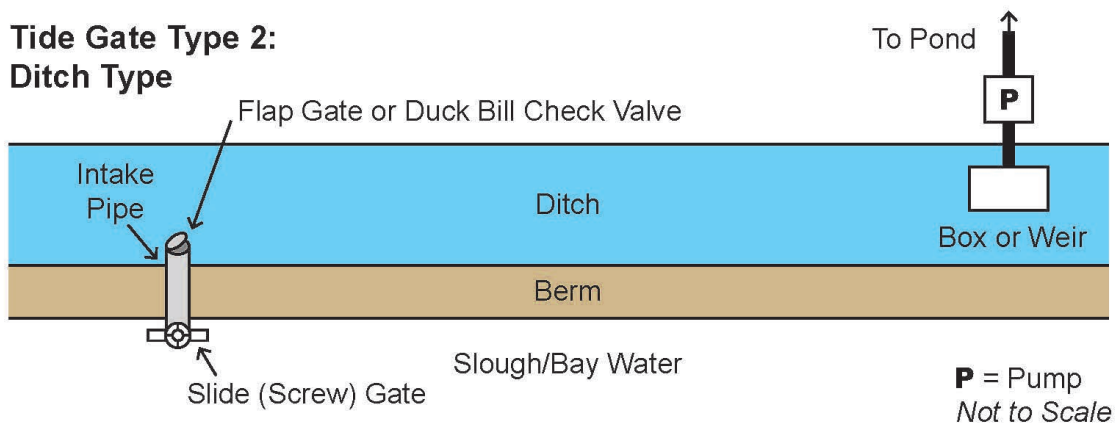 Tide Gate Type 2:
Ditch Type
To Pond
P
Flap Gate or Duck Bill Check Valve
Intake
Pipe
Ditch
Box or Weir
Berm
Slough/Bay Water
Slide (Screw) Gate
P = Pump
Not to Scale